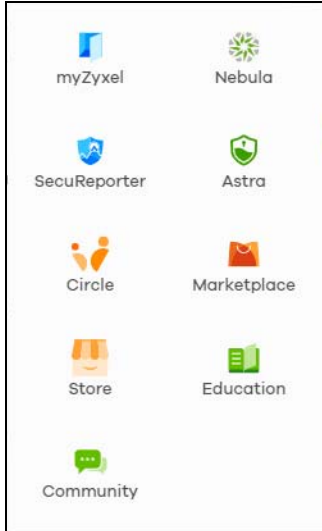 myZyxel
Nebula
SecuReporter
Astra
Circle
Marketplace
Store
Education
Community